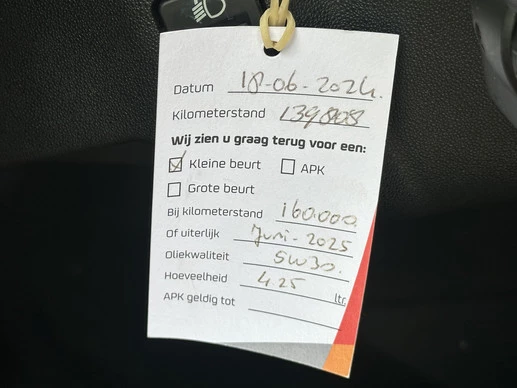 Datum 18-06-2024.
Kilometerstand 139808
Wij zien u graag terug voor een:
Kleine beurt APK
Grote beurt
Bij kilometerstand 160.000.
Of uiterlijk Juni - 2025
Oliekwaliteit 5W30.
Hoeveelheid 4.25 ltr.
APK geldig tot